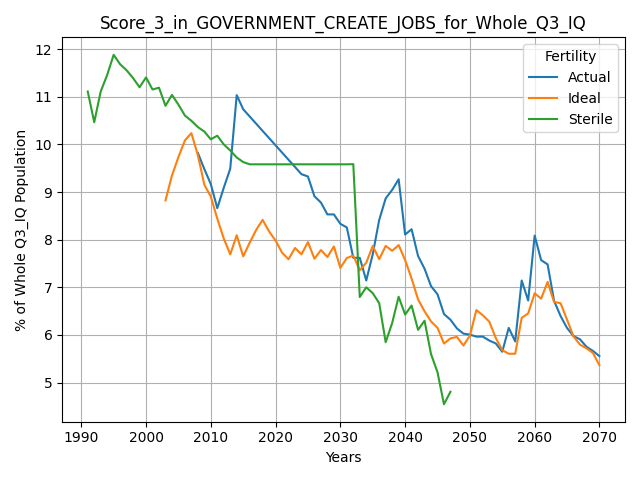 Score_3_in_GOVERNMENT_CREATE_JOBS_for_Whole_Q3_IQ
Fertility
Actual
Ideal
Sterile
% of Whole Q3_IQ Population
12
11
10
9
8
7
6
5
1990 2000 2010 2020 2030 2040 2050 2060 2070
Years